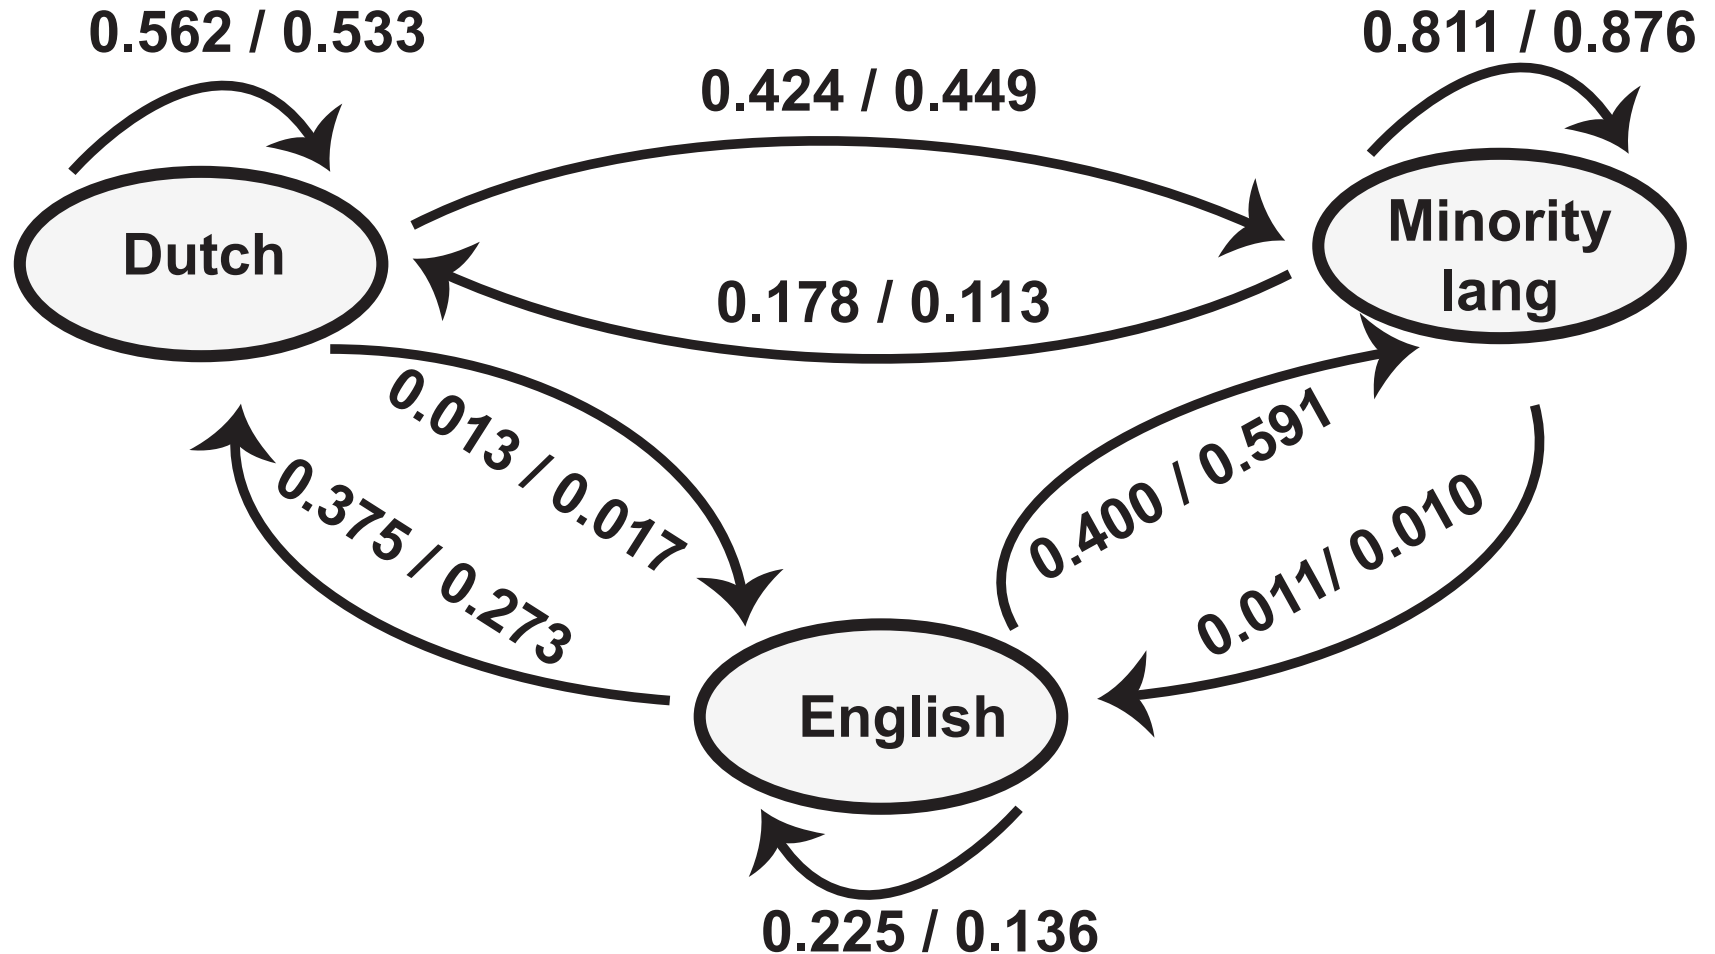 0.562 / 0.533
0.811 / 0.876
0.424 / 0.449
Dutch
Minority
lang
0.178 / 0.113
0.013 / 0.017
0.375 / 0.273
0.400 / 0.591
0.011/ 0.010
English
0.225 / 0.136